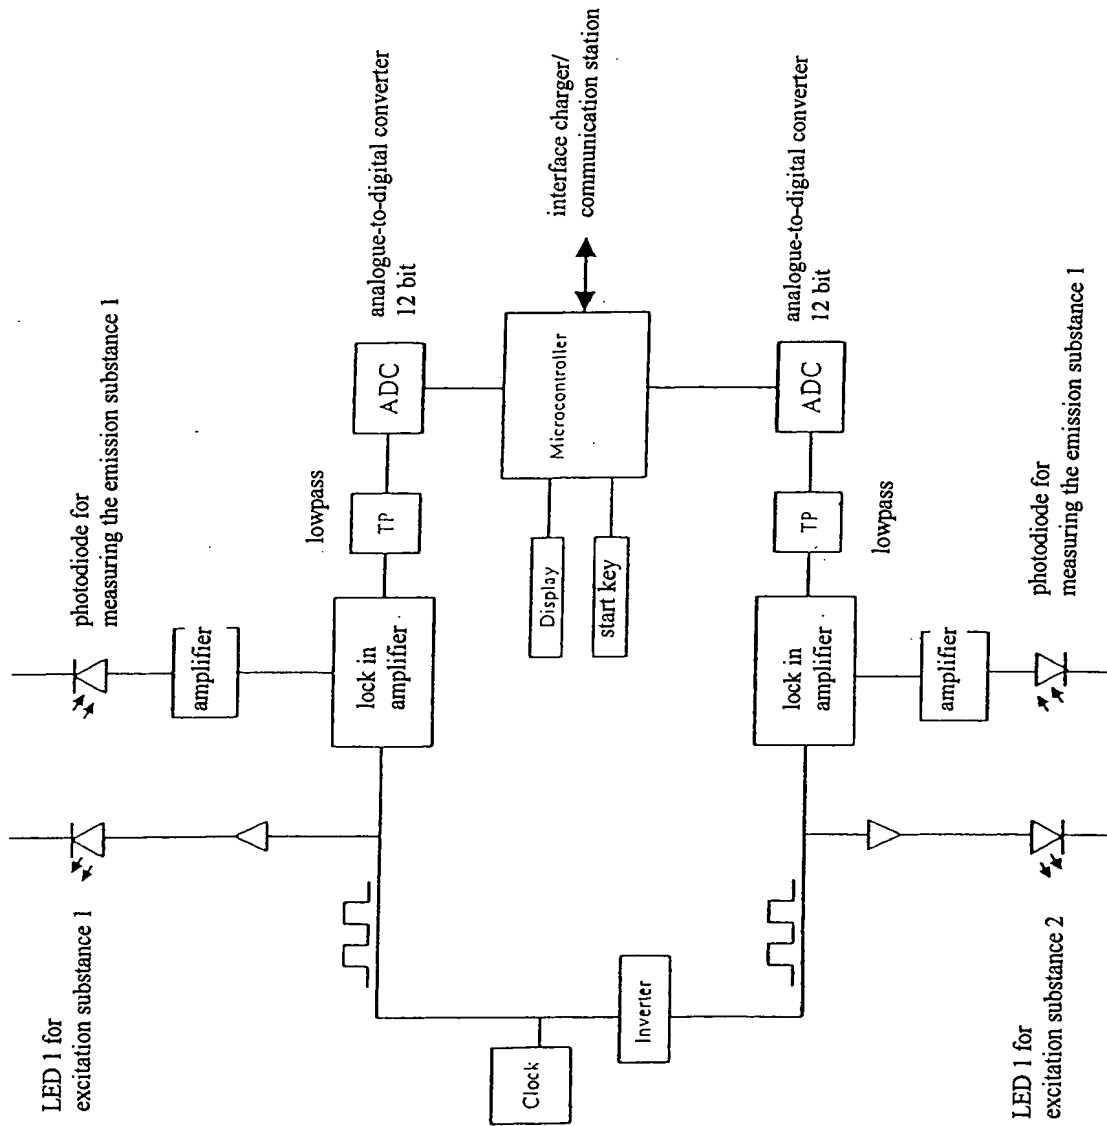 LED 1 for
excitation substance 1
photodiode for
measuring the emission substance 1
amplifier
lock in
amplifier
lowpass
TP
ADC
analogue-to-digital converter
12 bit
Clock
Inverter
Display
start key
Microcontroller
interface charger/
communication station
lock in
amplifier
TP
lowpass
ADC
analogue-to-digital converter
12 bit
amplifier
LED 1 for
excitation substance 2
photodiode for
measuring the emission substance 1